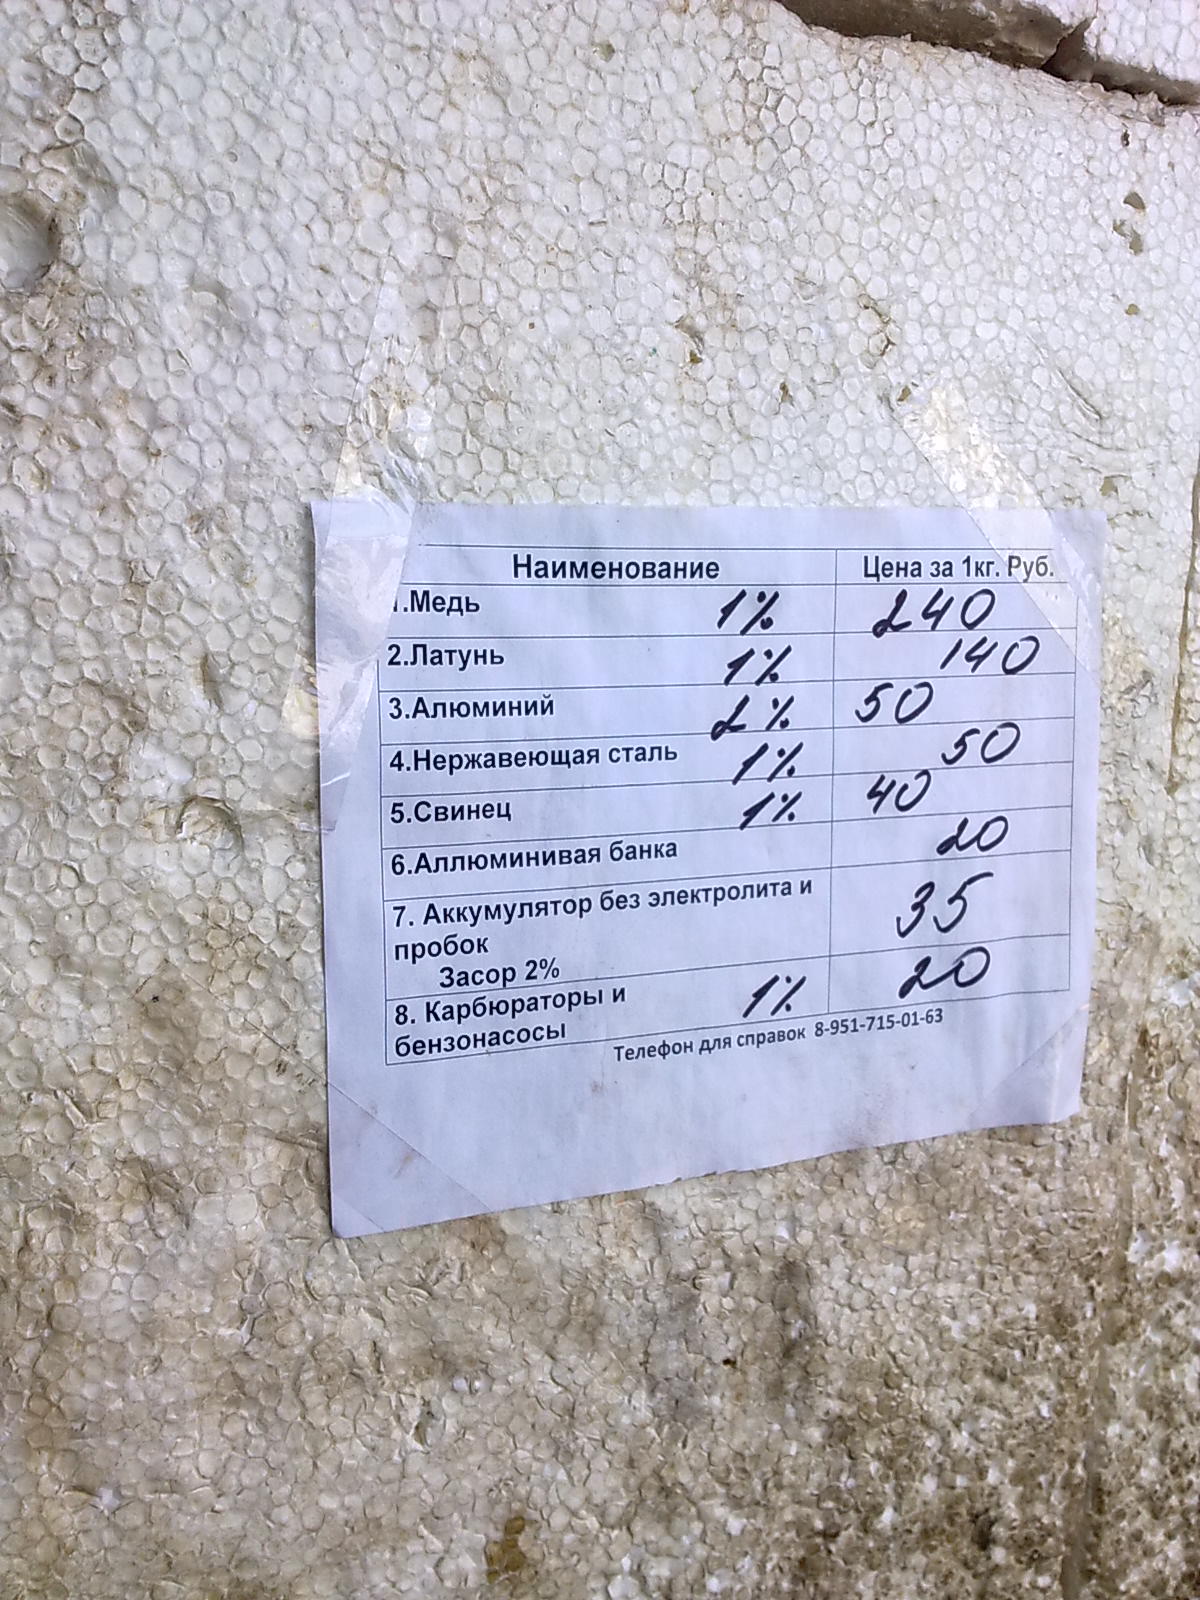 Наименование Цена за 1кг. Руб.
1.Медь 1% 240
2.Латунь 1% 140
3.Алюминий 2% 50
4.Нержавеющая сталь 1% 50
5.Свинец 1% 40
6.Аллюминивая банка 20
7. Аккумулятор без электролита и
пробок 35
Засор 2%
8. Карбюраторы и 1% 20
бензонасосы
Телефон для справок 8-951-715-01-63